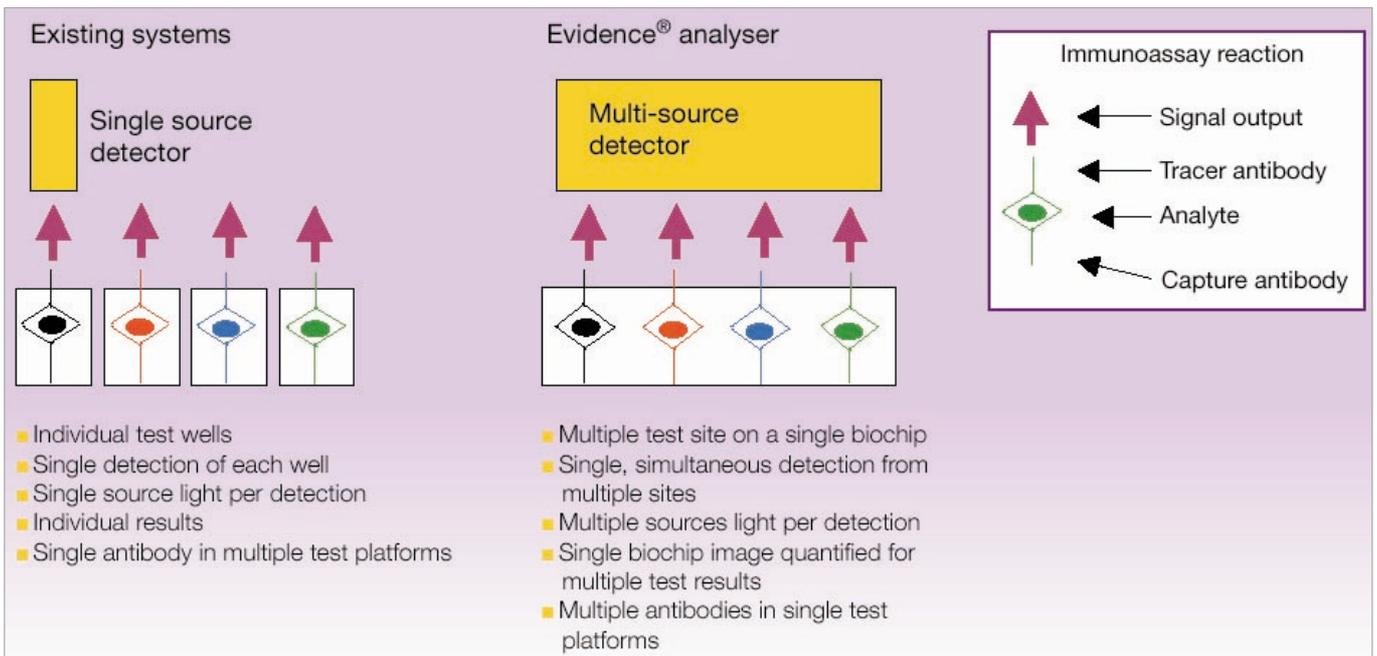 Existing systems
Single source
detector
■ Individual test wells
■ Single detection of each well
■ Single source light per detection
■ Individual results
■ Single antibody in multiple test platforms
Evidence® analyser
Multi-source
detector
■ Multiple test site on a single biochip
■ Single, simultaneous detection from
multiple sites
■ Multiple sources light per detection
■ Single biochip image quantified for
multiple test results
■ Multiple antibodies in single test
platforms
Immunoassay reaction
Signal output
Tracer antibody
Analyte
Capture antibody